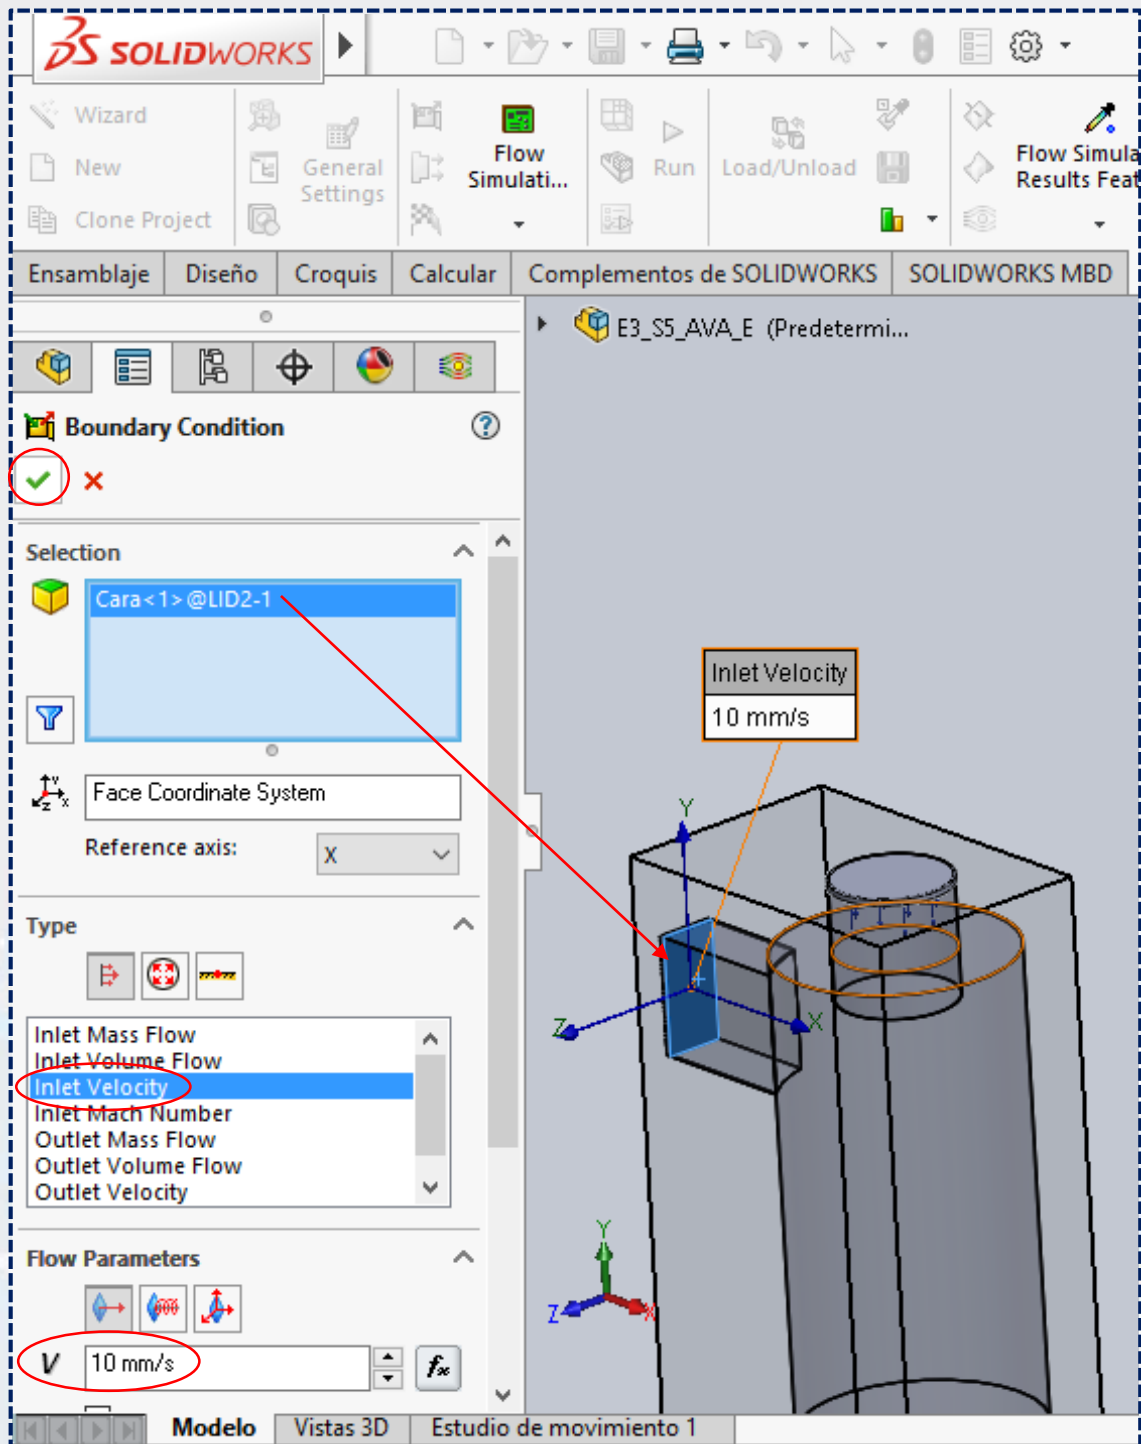 SOLIDWORKS
Wizard
New
Clone Project
General
Settings
Flow
Simulati...
Run
Load/Unload
Flow Simula
Results Feat
Ensamblaje
Diseño
Croquis
Calcular
Complementos de SOLIDWORKS
SOLIDWORKS MBD
E3_S5_AVA_E (Predetermi...
Boundary Condition
Selection
Cara<1>@LID2-1
Face Coordinate System
Reference axis:
X
Type
Inlet Mass Flow
Inlet Volume Flow
Inlet Velocity
Inlet Mach Number
Outlet Mass Flow
Outlet Volume Flow
Outlet Velocity
Flow Parameters
V
10 mm/s
fx
Inlet Velocity
10 mm/s
Y
Z
X
Y
Z
X
Modelo
Vistas 3D
Estudio de movimiento 1